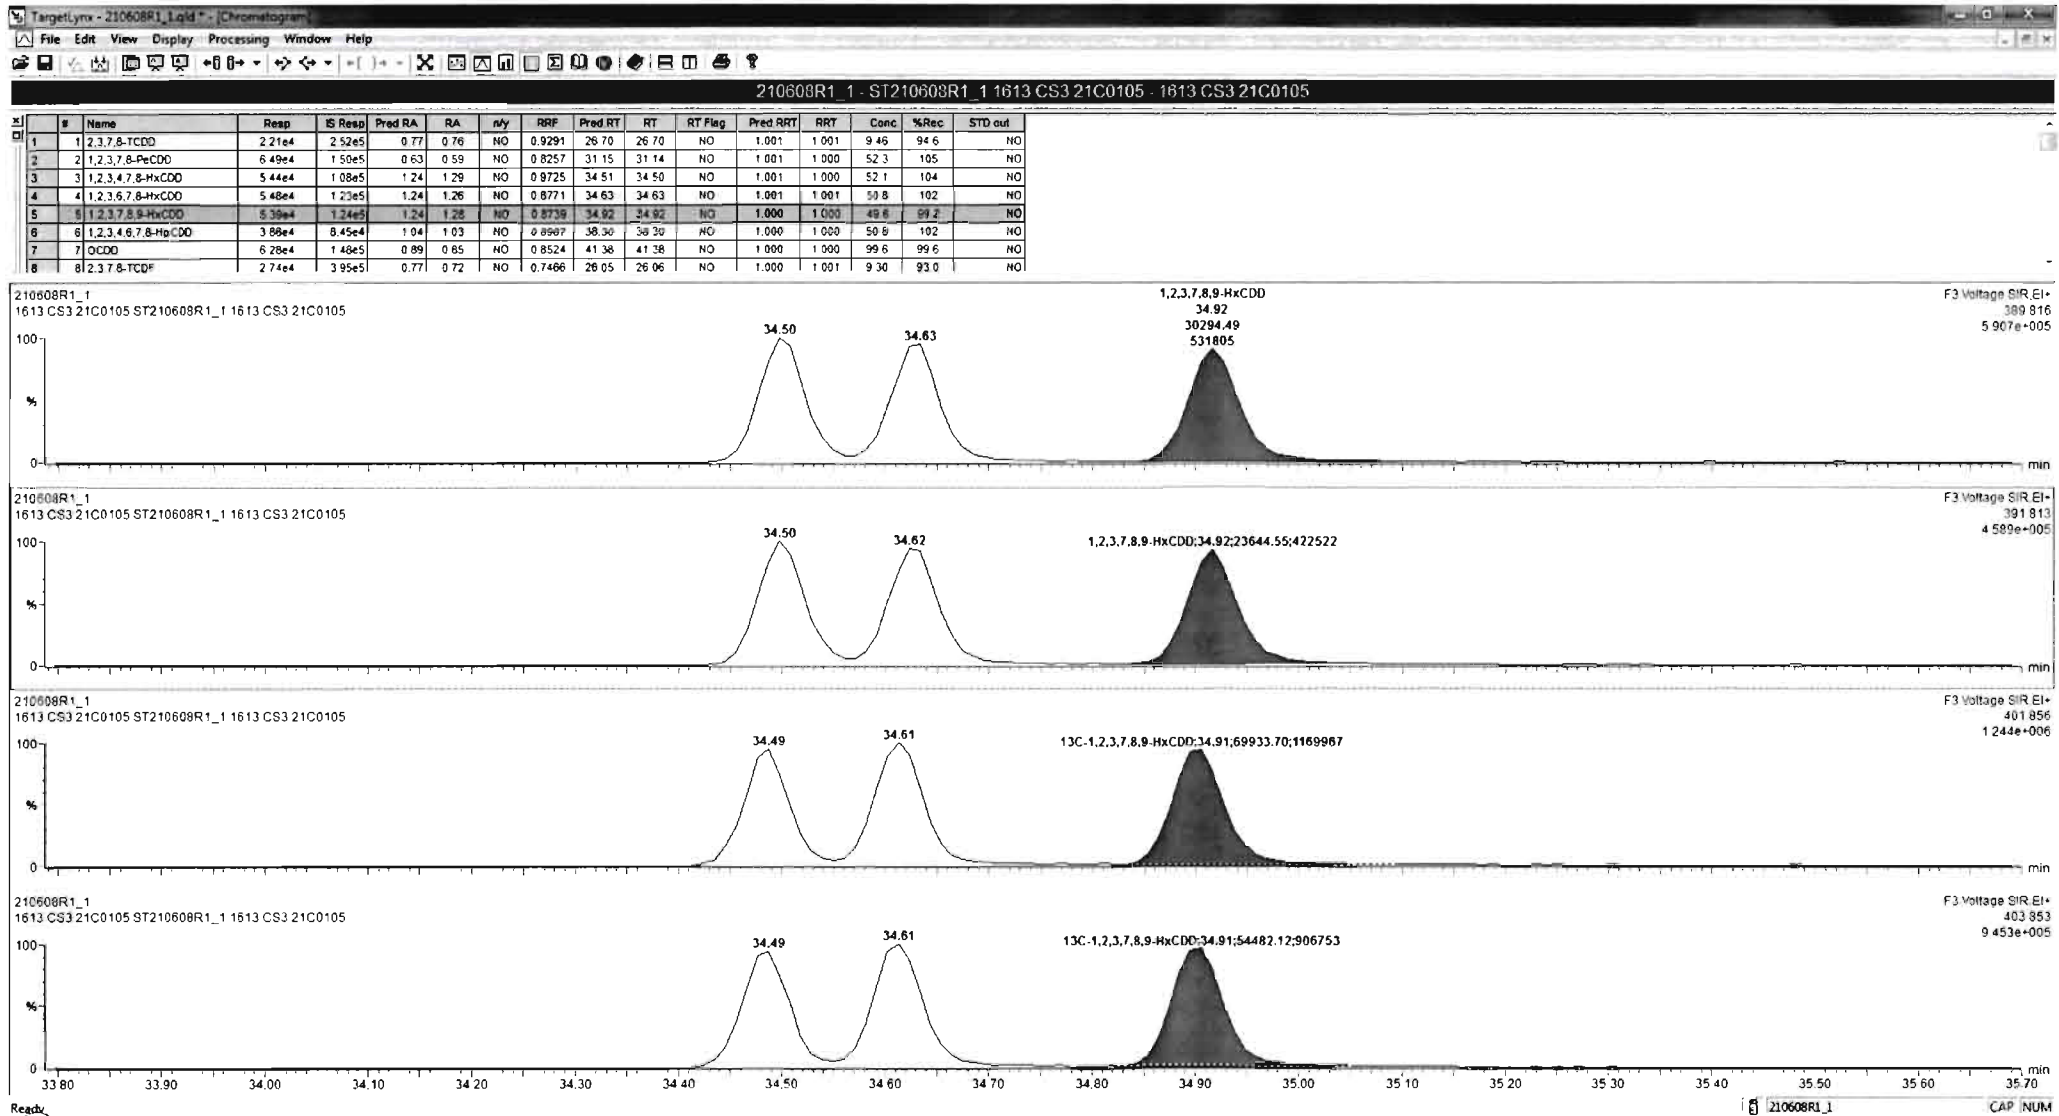 TargetLynx - 210608R1_1.qld * - [Chromatogram]
File Edit View Display Processing Window Help
210608R1_1 - ST210608R1_1 1613 CS3 21C0105 - 1613 CS3 21C0105
# Name Resp IS Resp Pred RA RA n/y RRF Pred RT RT RT Flag Pred RRT RRT Conc %Rec STD out
1 1 2,3,7,8-TCDD 2.21e4 2.52e5 0.77 0.76 NO 0.9291 26.70 26.70 NO 1.001 1.001 9.46 94.6 NO
2 2 1,2,3,7,8-PeCDD 6.49e4 1.50e5 0.63 0.59 NO 0.8257 31.15 31.14 NO 1.001 1.000 52.3 105 NO
3 3 1,2,3,4,7,8-HxCDD 5.44e4 1.08e5 1.24 1.29 NO 0.9725 34.51 34.50 NO 1.001 1.000 52.1 104 NO
4 4 1,2,3,6,7,8-HxCDD 5.48e4 1.23e5 1.24 1.26 NO 0.8771 34.63 34.63 NO 1.001 1.001 50.8 102 NO
5 5 1,2,3,7,8,9-HxCDD 5.39e4 1.24e5 1.24 1.28 NO 0.8739 34.92 34.92 NO 1.000 1.000 49.6 99.2 NO
6 6 1,2,3,4,6,7,8-HpCDD 3.86e4 8.45e4 1.04 1.03 NO 0.8987 38.30 38.30 NO 1.000 1.000 50.8 102 NO
7 7 OCDD 6.28e4 1.48e5 0.89 0.85 NO 0.8524 41.38 41.38 NO 1.000 1.000 99.6 99.6 NO
8 8 2,3,7,8-TCDF 2.74e4 3.95e5 0.77 0.72 NO 0.7466 26.05 26.06 NO 1.000 1.001 9.30 93.0 NO
210608R1_1
1613 CS3 21C0105 ST210608R1_1 1613 CS3 21C0105
F3:Voltage SIR,EI+
389.816
5.907e+005
1,2,3,7,8,9-HxCDD
34.92
30294.49
531805
34.50 34.63
100
%
0
min
210608R1_1
1613 CS3 21C0105 ST210608R1_1 1613 CS3 21C0105
F3:Voltage SIR,EI+
391.813
4.589e+005
34.50 34.62 1,2,3,7,8,9-HxCDD;34.92;23644.55;422522
100
%
0
min
210608R1_1
1613 CS3 21C0105 ST210608R1_1 1613 CS3 21C0105
F3:Voltage SIR,EI+
401.856
1.244e+006
34.49 34.61 13C-1,2,3,7,8,9-HxCDD;34.91;69933.70;1169967
100
%
0
min
210608R1_1
1613 CS3 21C0105 ST210608R1_1 1613 CS3 21C0105
F3:Voltage SIR,EI+
403.853
9.453e+005
34.49 34.61 13C-1,2,3,7,8,9-HxCDD;34.91;54482.12;906753
100
%
0
min
33.80 33.90 34.00 34.10 34.20 34.30 34.40 34.50 34.60 34.70 34.80 34.90 35.00 35.10 35.20 35.30 35.40 35.50 35.60 35.70
Ready
210608R1_1 CAP NUM